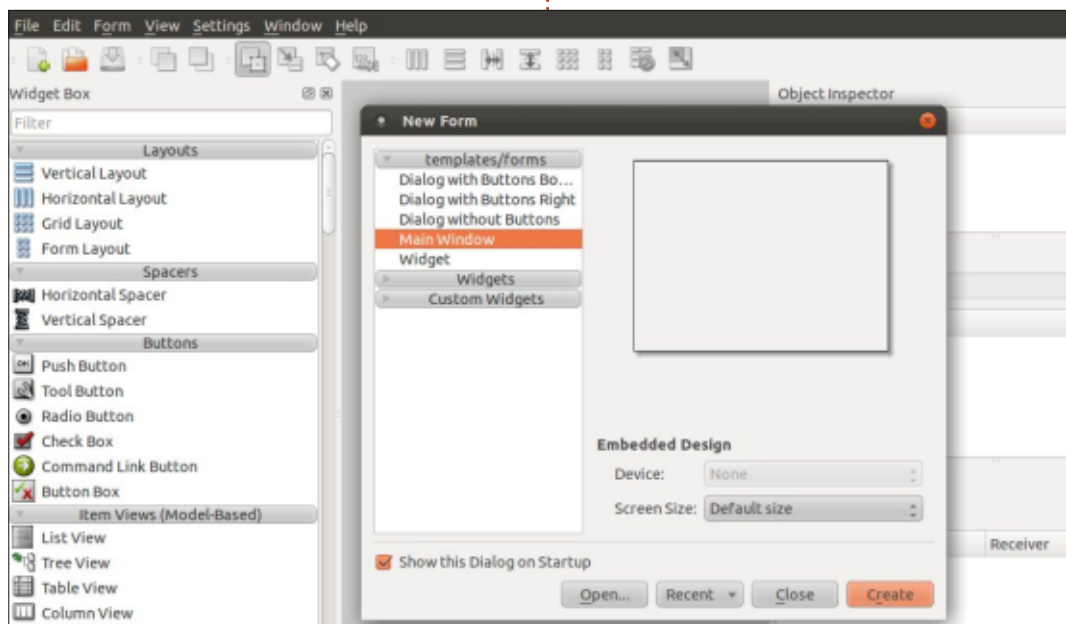 File Edit Form View Settings Window Help
Widget Box
Filter
Layouts
Vertical Layout
Horizontal Layout
Grid Layout
Form Layout
Spacers
Horizontal Spacer
Vertical Spacer
Buttons
Push Button
Tool Button
Radio Button
Check Box
Command Link Button
Button Box
Item Views (Model-Based)
List View
Tree View
Table View
Column View
New Form
templates/forms
Dialog with Buttons Bo...
Dialog with Buttons Right
Dialog without Buttons
Main Window
Widget
Widgets
Custom Widgets
Embedded Design
Device: None
Screen Size: Default size
Show this Dialog on Startup
Open... Recent Close Create
Object Inspector
Receiver